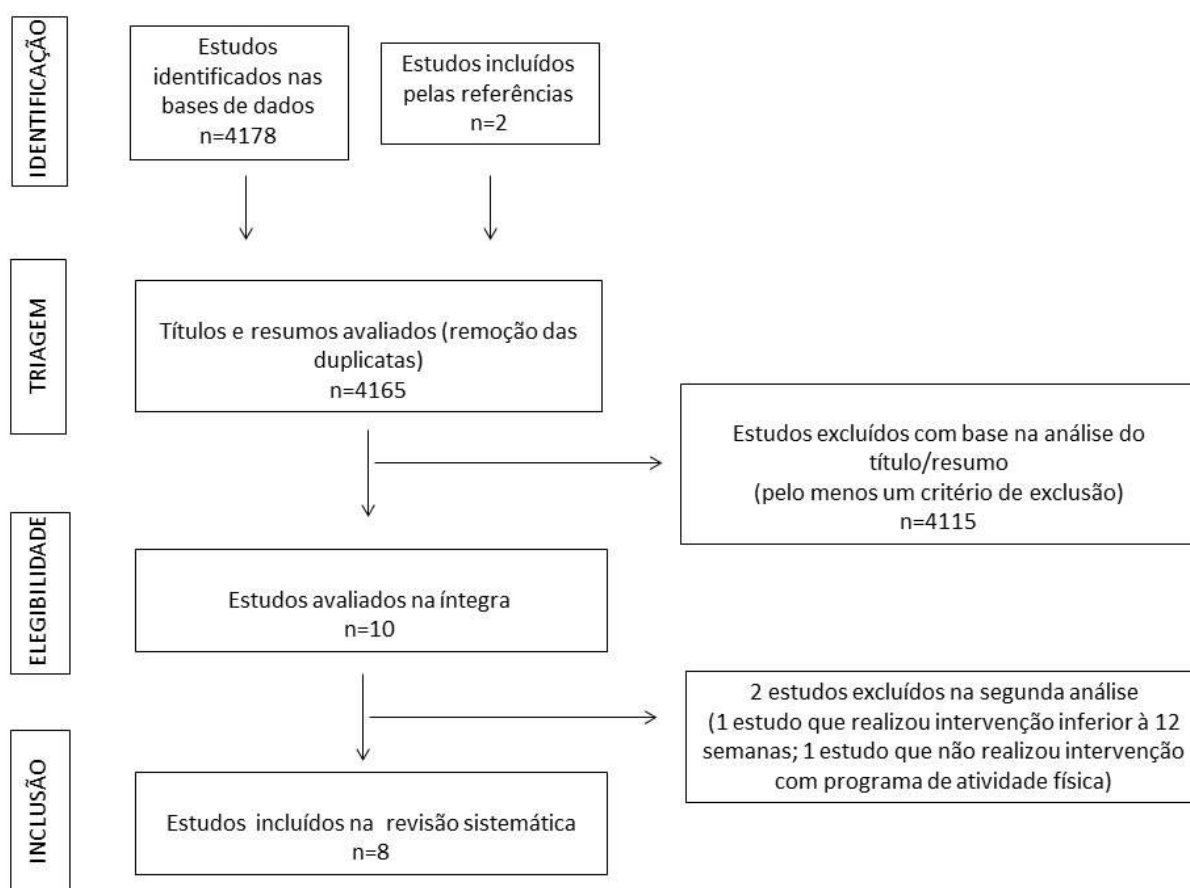 IDENTIFICAÇÃO
Estudos
identificados nas
bases de dados
n=4178
Estudos incluídos
pelas referências
n=2
TRIAGEM
Títulos e resumos avaliados (remoção das
duplicatas)
n=4165
Estudos excluídos com base na análise do
título/resumo
(pelo menos um critério de exclusão)
n=4115
ELEGIBILIDADE
Estudos avaliados na íntegra
n=10
2 estudos excluídos na segunda análise
(1 estudo que realizou intervenção inferior à 12
semanas; 1 estudo que não realizou intervenção
com programa de atividade física)
INCLUSÃO
Estudos incluídos na revisão sistemática
n=8